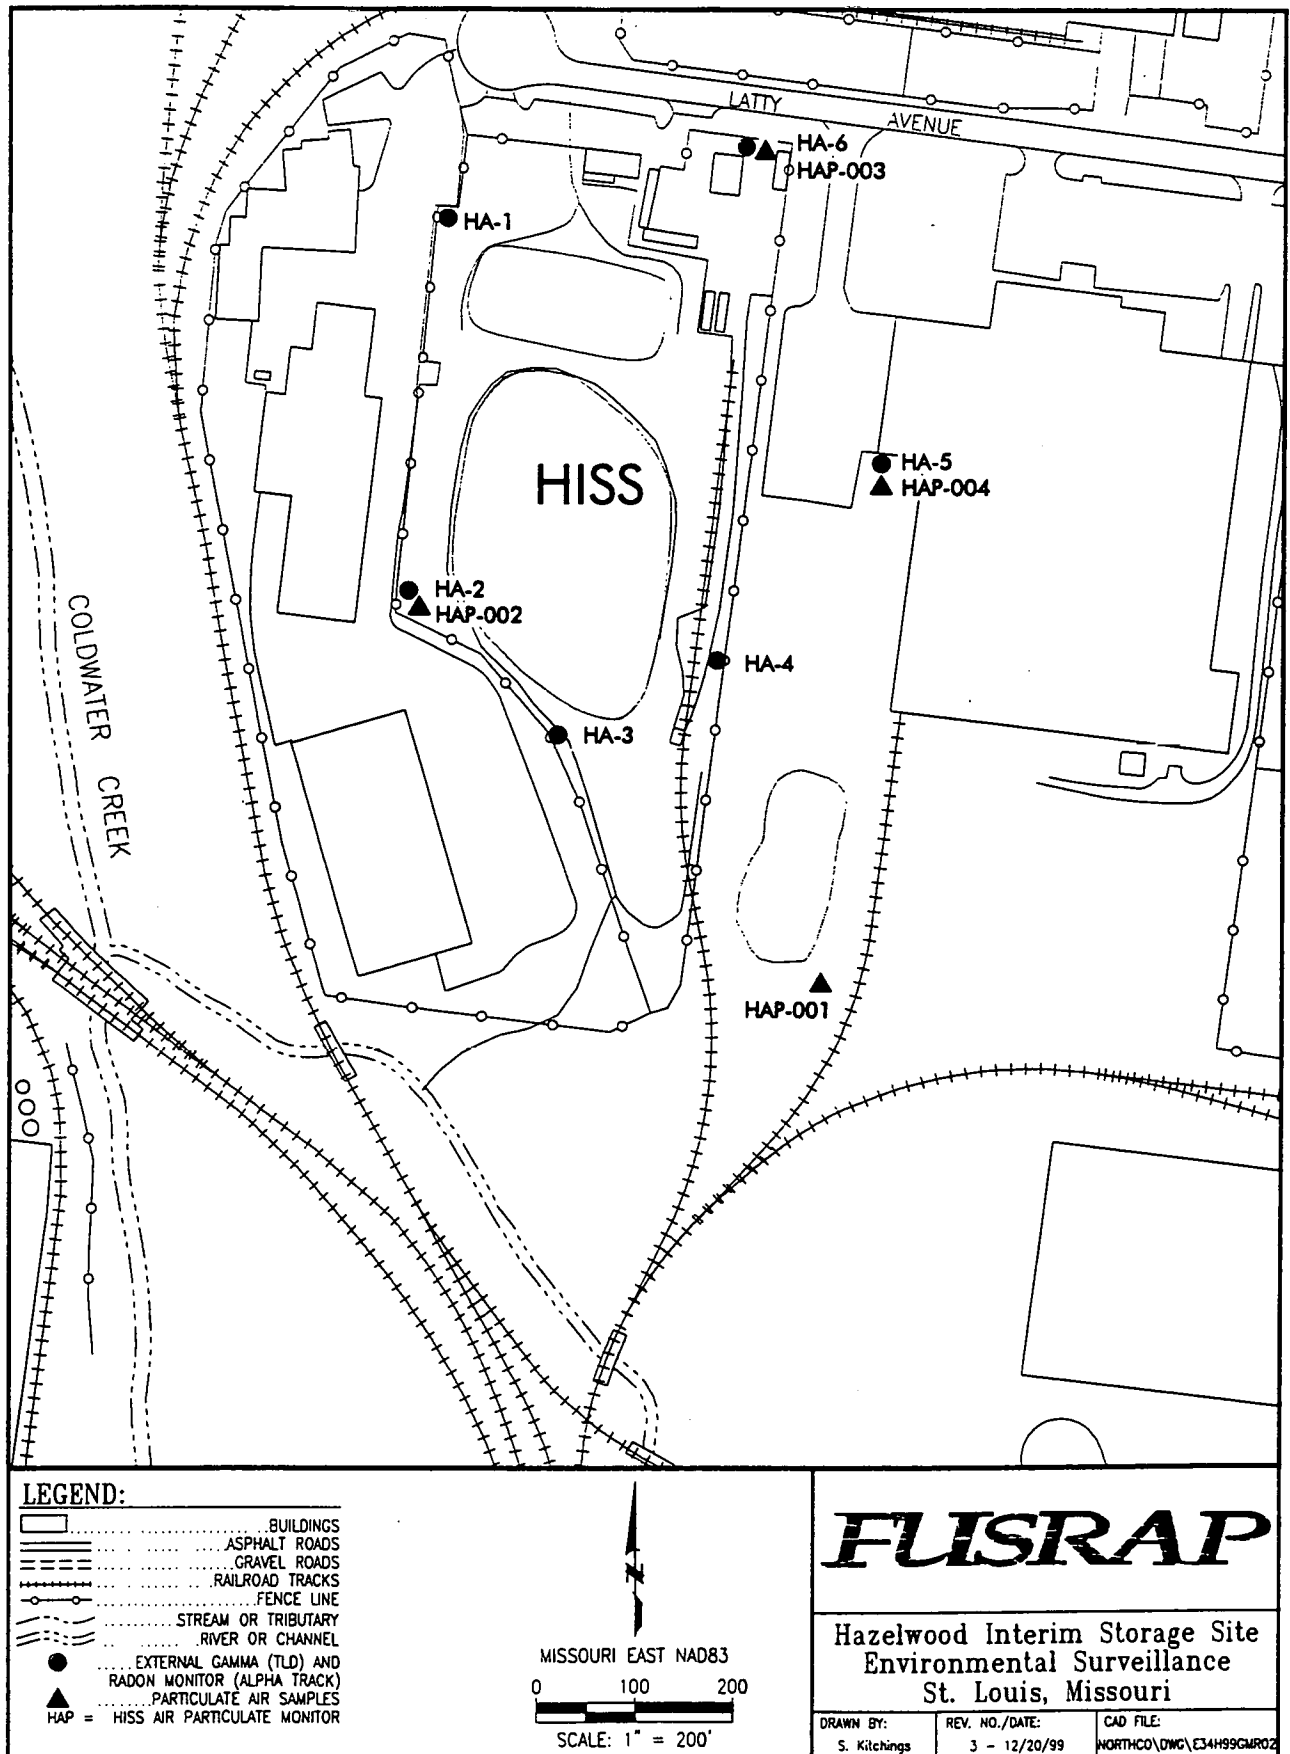 LATTY
AVENUE
HA-6
HAP-003
HA-1
HISS
HA-5
HAP-004
HA-2
HAP-002
COLDWATER CREEK
HA-4
HA-3
HAP-001
LEGEND:
BUILDINGS
ASPHALT ROADS
GRAVEL ROADS
RAILROAD TRACKS
FENCE LINE
STREAM OR TRIBUTARY
RIVER OR CHANNEL
EXTERNAL GAMMA (TLD) AND
RADON MONITOR (ALPHA TRACK)
PARTICULATE AIR SAMPLES
HAP = HISS AIR PARTICULATE MONITOR
N
MISSOURI EAST NAD83
0 100 200
SCALE: 1" = 200'
FUSRAP
Hazelwood Interim Storage Site
Environmental Surveillance
St. Louis, Missouri
DRAWN BY:
S. Kitchings
REV. NO./DATE:
3 - 12/20/99
CAD FILE:
NORTHCO\DWG\E34H99GMR02